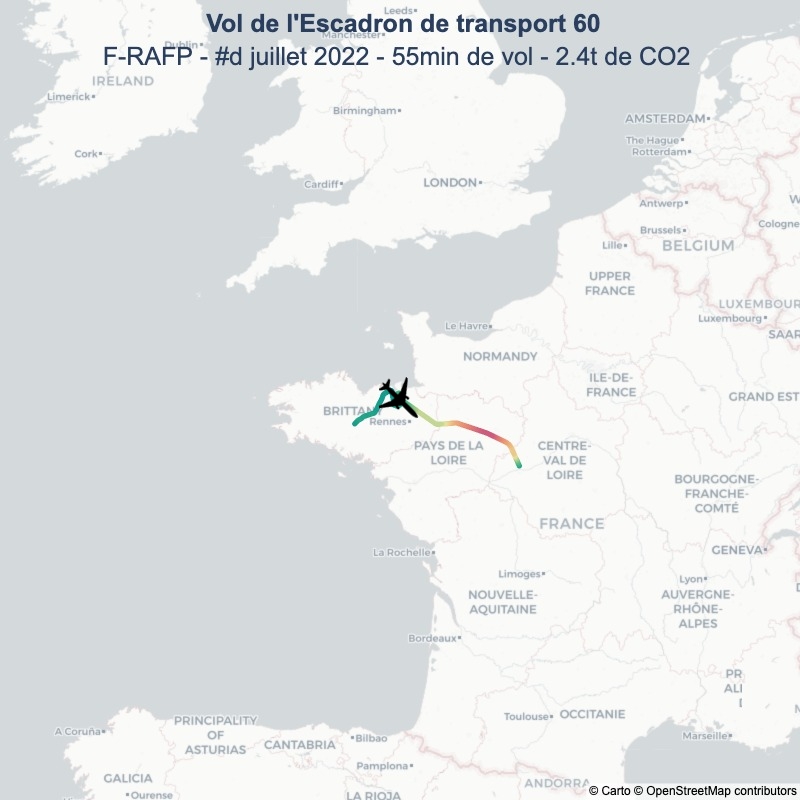 Vol de l'Escadron de transport 60
F-RAFP - #d juillet 2022 - 55min de vol - 2.4t de CO2
Leeds
Manchester
Dublin
IRELAND
Limerick
Birmingham
AMSTERDAM
The Hague
Rotterdam
Cork
Cardiff
LONDON
Antwerp
Cologne
Brussels
Lille
BELGIUM
UPPER
FRANCE
LUXEMBOUR
Luxembourg
Le Havre
SAAR
NORMANDY
ILE-DE-
FRANCE
GRAND EST
BRITTANY
Rennes
PAYS DE LA
LOIRE
CENTRE-
VAL DE
LOIRE
BOURGOGNE-
FRANCHE-
COMTÉ
FRANCE
La Rochelle
GENEVA
Limoges
Lyon
NOUVELLE-
AQUITAINE
AUVERGNE-
RHÔNE-
ALPES
Bordeaux
PR
ALI
Toulouse
OCCITANIE
Marseille
A Coruña
PRINCIPALITY
OF
ASTURIAS
CANTABRIA
Bilbao
Pamplona
GALICIA
Ourense
LA RIOJA
ANDORRA
© Carto © OpenStreetMap contributors